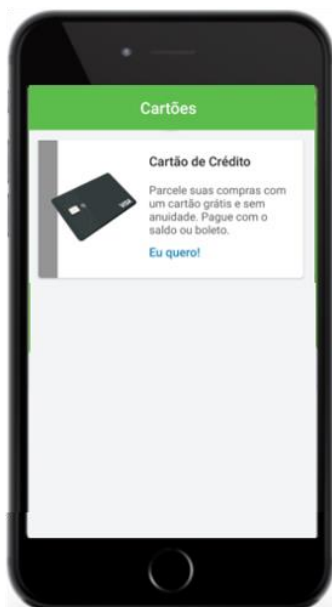 Cartões
Cartão de Crédito
Parcele suas compras com
um cartão grátis e sem
anuidade. Pague com o
saldo ou boleto.
Eu quero!
VISA